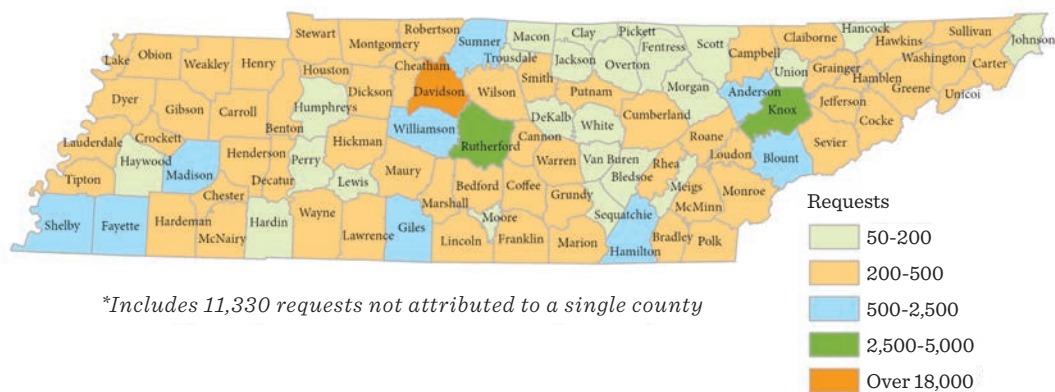 Stewart
Robertson
Montgomery
Sumner
Macon
Clay
Pickett
Fentress
Scott
Campbell
Claiborne
Hancock
Hawkins
Sullivan
Johnson
Lake
Obion
Weakley
Henry
Houston
Cheatham
Trousdale
Jackson
Overton
Union
Grainger
Washington
Carter
Dyer
Gibson
Carroll
Humphreys
Dickson
Davidson
Wilson
Smith
Putnam
Morgan
Anderson
Knox
Hamblen
Greene
Unicoi
Jefferson
Cocke
Lauderdale
Crockett
Benton
Hickman
Williamson
Rutherford
DeKalb
White
Cumberland
Cannon
Roane
Loudon
Sevier
Blount
Tipton
Haywood
Madison
Henderson
Decatur
Perry
Lewis
Maury
Bedford
Coffee
Warren
Van Buren
Bledsoe
Rhea
Meigs
Monroe
McMinn
Chester
Marshall
Moore
Grundy
Sequatchie
Shelby
Fayette
Hardeman
McNairy
Hardin
Wayne
Lawrence
Giles
Lincoln
Franklin
Marion
Hamilton
Bradley
Polk
*Includes 11,330 requests not attributed to a single county
Requests
50-200
200-500
500-2,500
2,500-5,000
Over 18,000